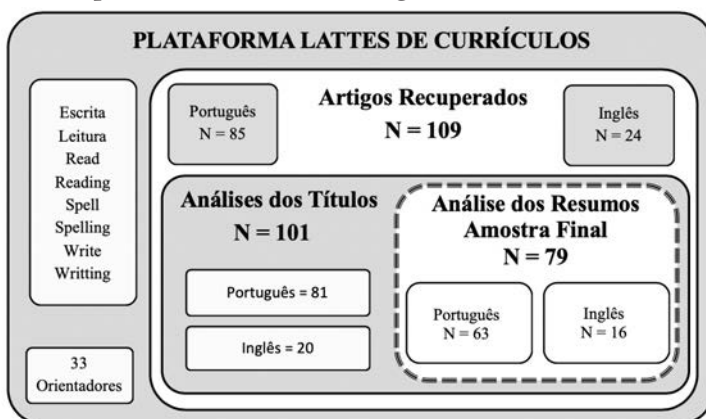 PLATAFORMA LATTES DE CURRÍCULOS
Escrita
Leitura
Read
Reading
Spell
Spelling
Write
Writting
33
Orientadores
Português
N = 85
Artigos Recuperados
N = 109
Inglês
N = 24
Análises dos Títulos
N = 101
Português = 81
Inglês = 20
Análise dos Resumos
Amostra Final
N = 79
Português
N = 63
Inglês
N = 16